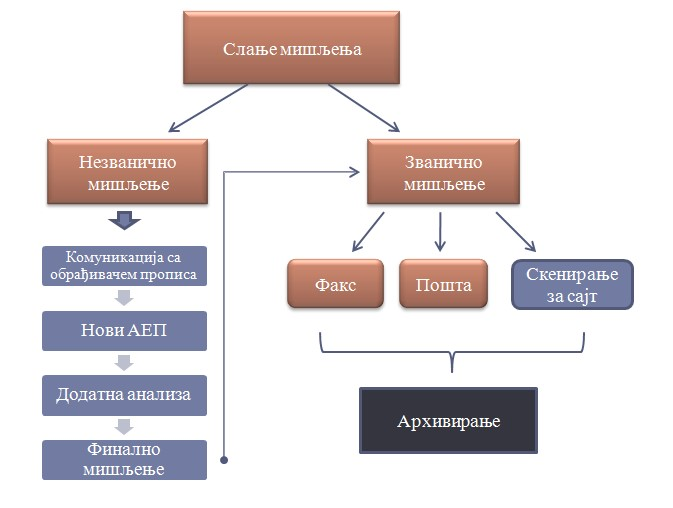 Слање мишљења
Незванично
мишљење
Званично
мишљење
Комуникација са
обрађивачем прописа
Нови АЕП
Додатна анализа
Финално
мишљење
Факс
Пошта
Скенирање
за сајт
Архивирање